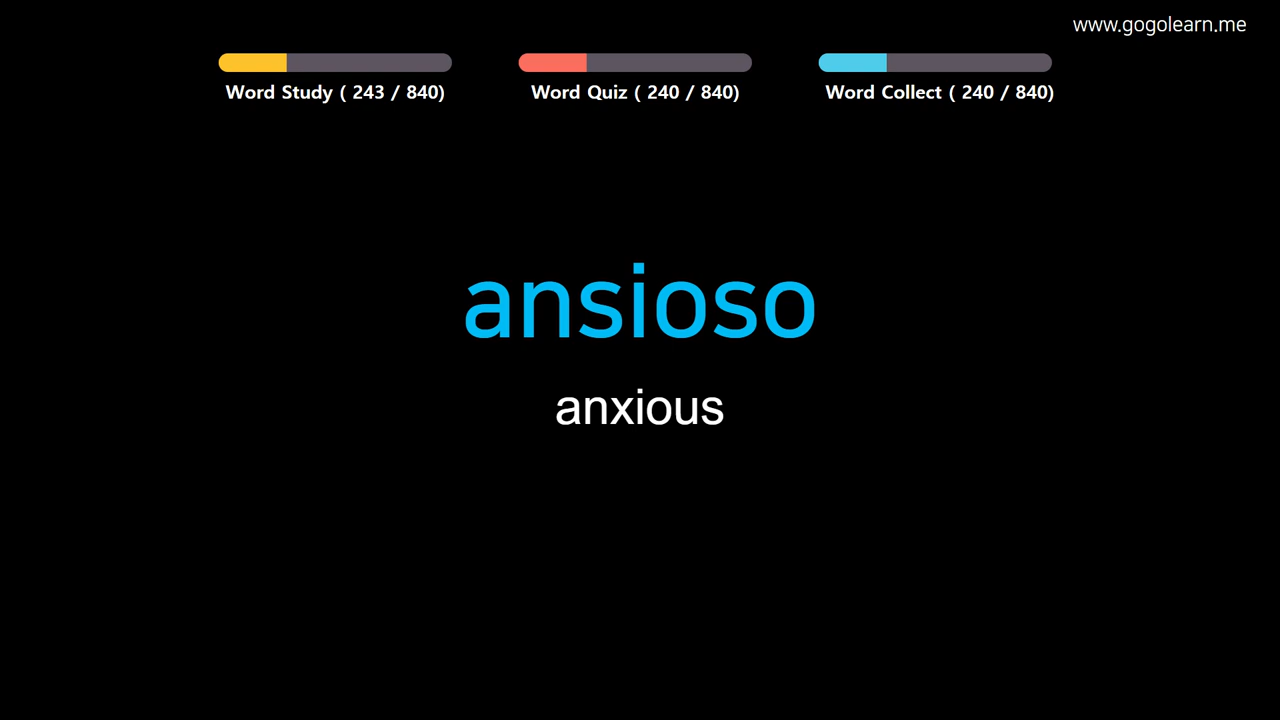 www.gogolearn.me
Word Study ( 243 / 840)
Word Quiz ( 240 / 840)
Word Collect ( 240 / 840)
ansioso
anxious